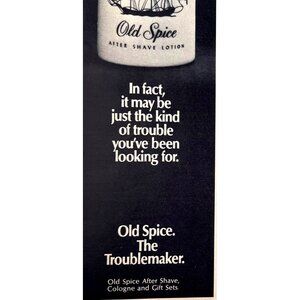 Old Spice
AFTER SHAVE LOTION
In fact,
it may be
just the kind
of trouble
you've been
looking for.
Old Spice.
The
Troublemaker.
Old Spice After Shave,
Cologne and Gift Sets